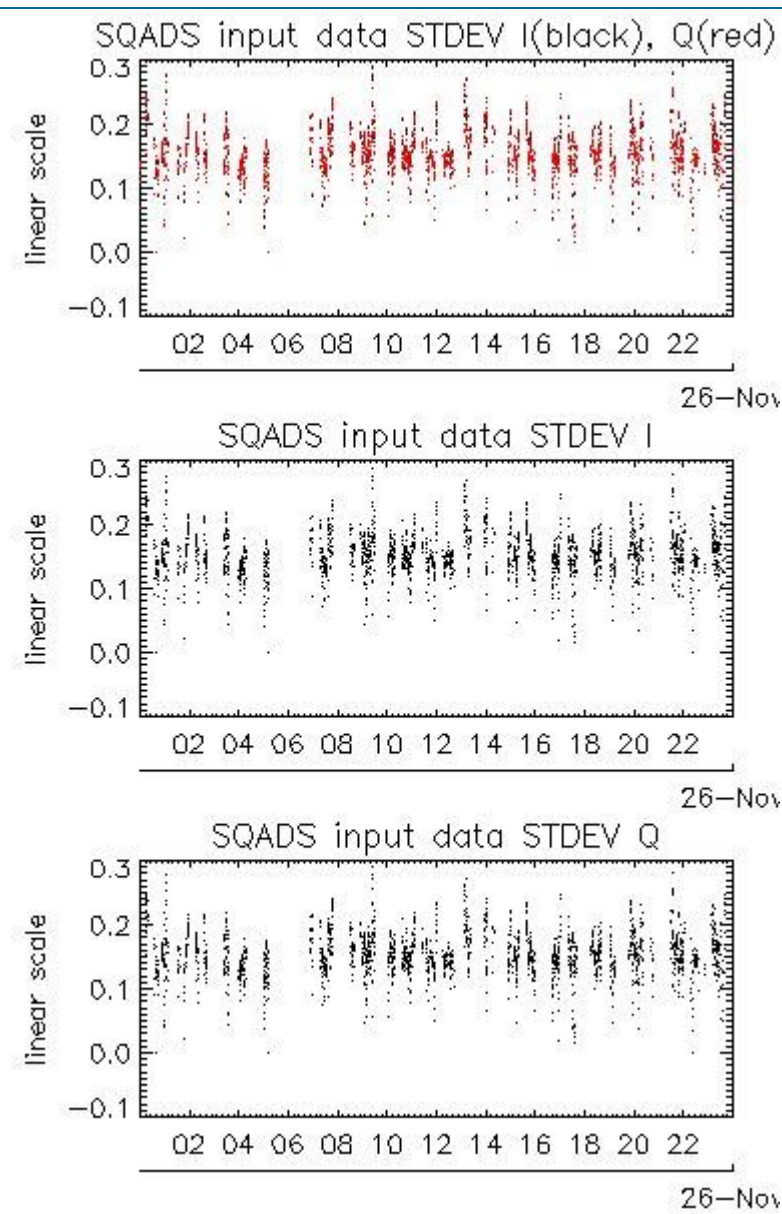 SQADS input data STDEV I(black), Q(red)
0.3
0.2
0.1
0.0
−0.1
linear scale
02 04 06 08 10 12 14 16 18 20 22
26−Nov
SQADS input data STDEV I
0.3
0.2
0.1
0.0
−0.1
linear scale
02 04 06 08 10 12 14 16 18 20 22
26−Nov
SQADS input data STDEV Q
0.3
0.2
0.1
0.0
−0.1
linear scale
02 04 06 08 10 12 14 16 18 20 22
26−Nov